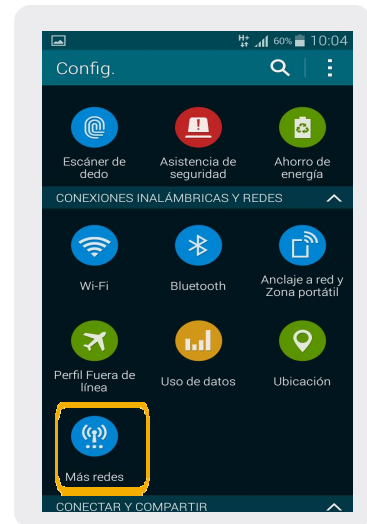 H+ 60% 10:04
Config.
Escáner de
dedo
Asistencia de
seguridad
Ahorro de
energía
CONEXIONES INALÁMBRICAS Y REDES
Wi-Fi
Bluetooth
Anclaje a red y
Zona portátil
Perfil Fuera de
línea
Uso de datos
Ubicación
Más redes
CONECTAR Y COMPARTIR